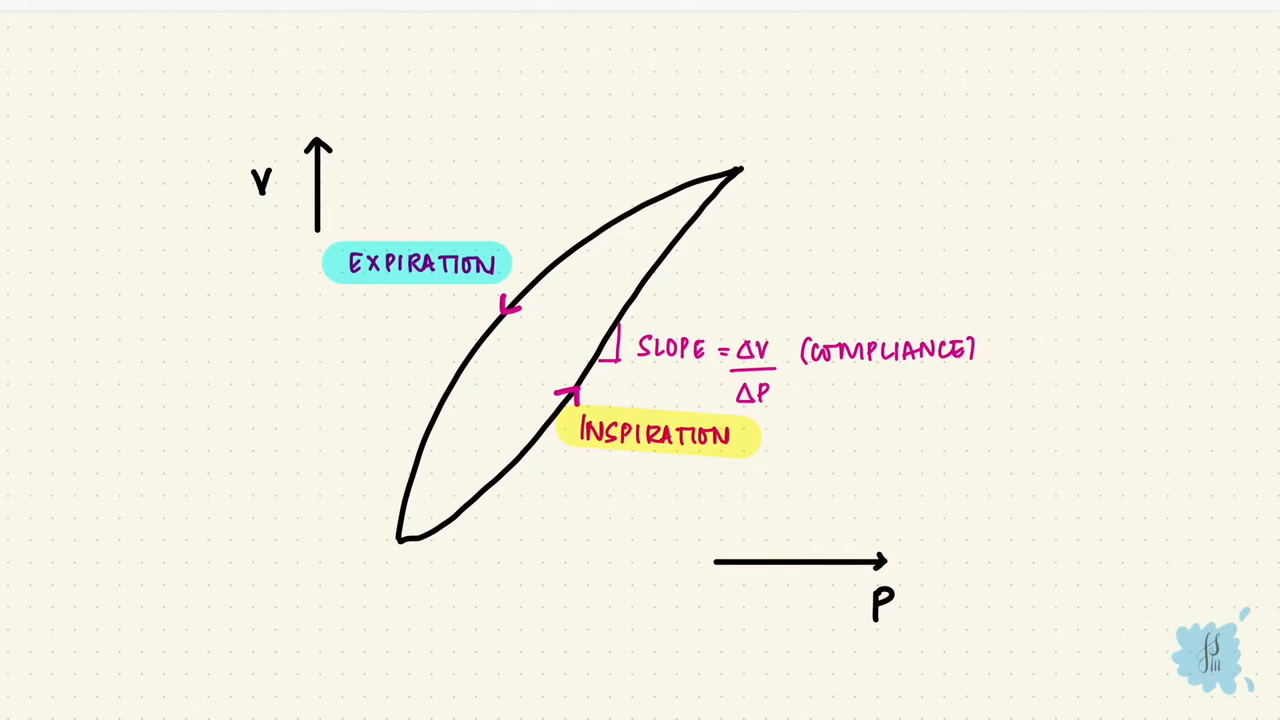 V
EXPIRATION
SLOPE = ΔV (COMPLIANCE)
ΔP
INSPIRATION
P